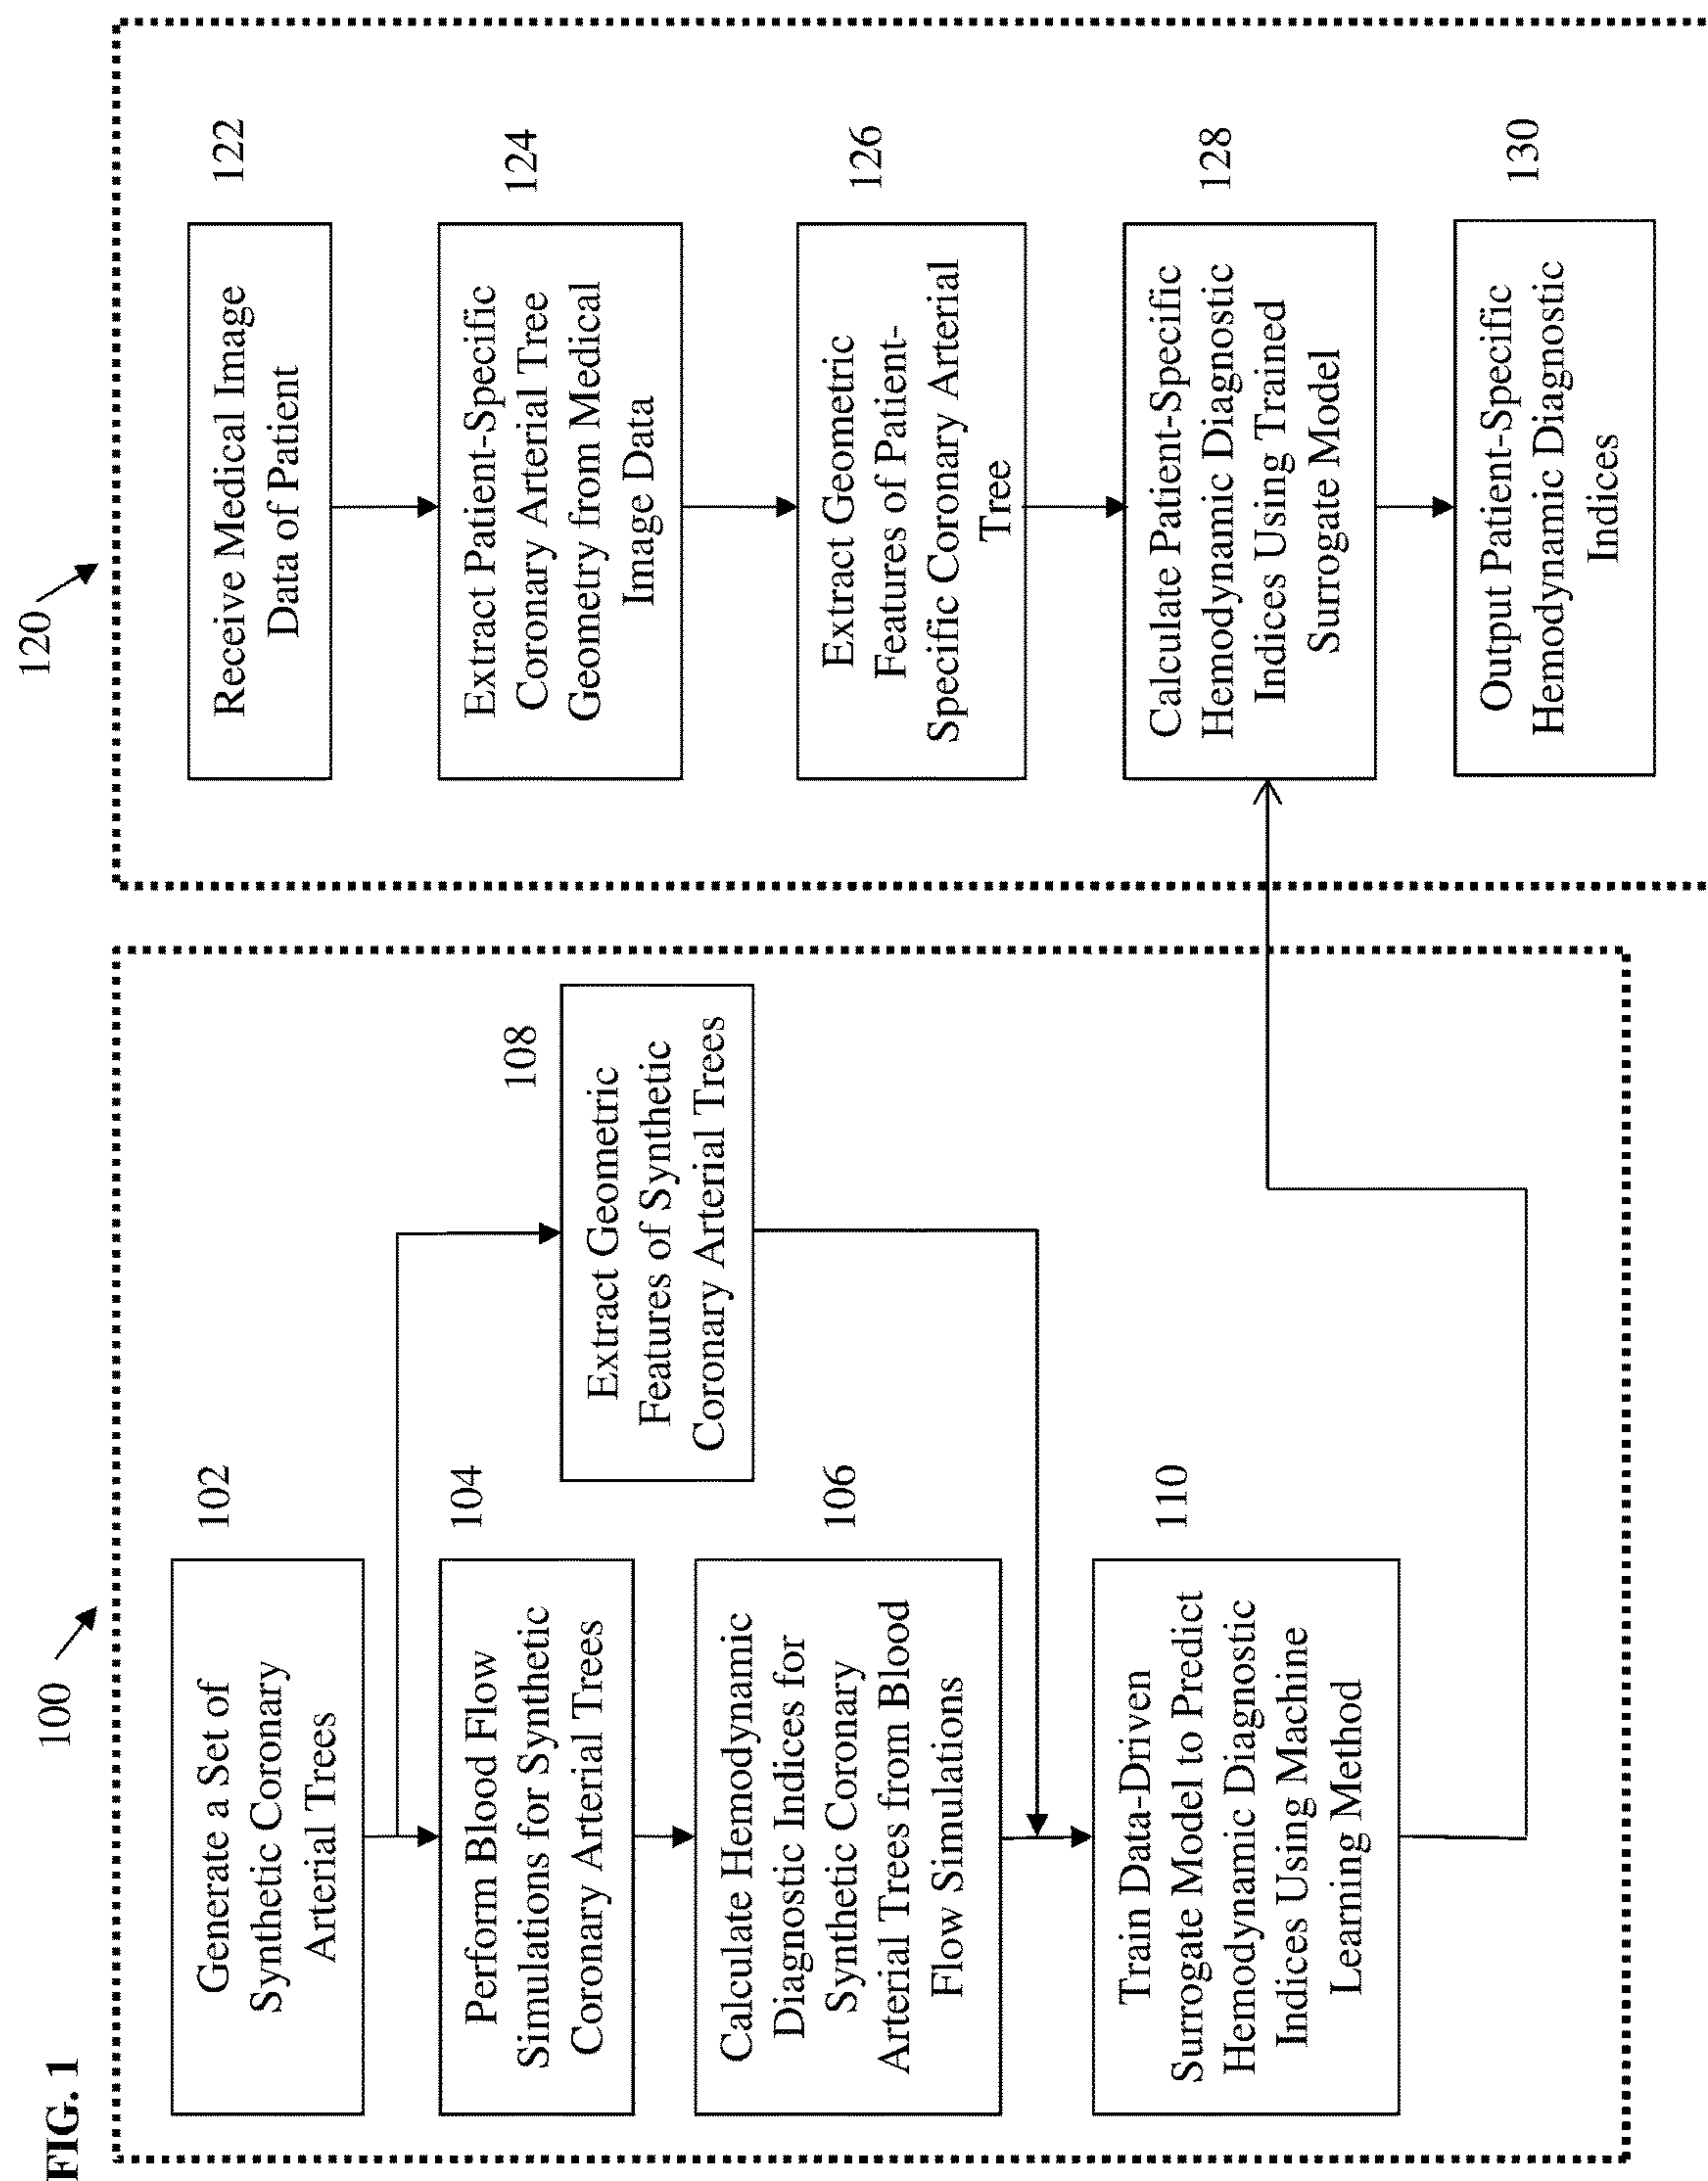 FIG. 1
100
Generate a Set of
Synthetic Coronary
Arterial Trees
102
Perform Blood Flow
Simulations for Synthetic
Coronary Arterial Trees
104
Calculate Hemodynamic
Diagnostic Indices for
Synthetic Coronary
Arterial Trees from Blood
Flow Simulations
106
Extract Geometric
Features of Synthetic
Coronary Arterial Trees
108
Train Data-Driven
Surrogate Model to Predict
Hemodynamic Diagnostic
Indices Using Machine
Learning Method
110
120
Receive Medical Image
Data of Patient
122
Extract Patient-Specific
Coronary Arterial Tree
Geometry from Medical
Image Data
124
Extract Geometric
Features of Patient-
Specific Coronary Arterial
Tree
126
Calculate Patient-Specific
Hemodynamic Diagnostic
Indices Using Trained
Surrogate Model
128
Output Patient-Specific
Hemodynamic Diagnostic
Indices
130